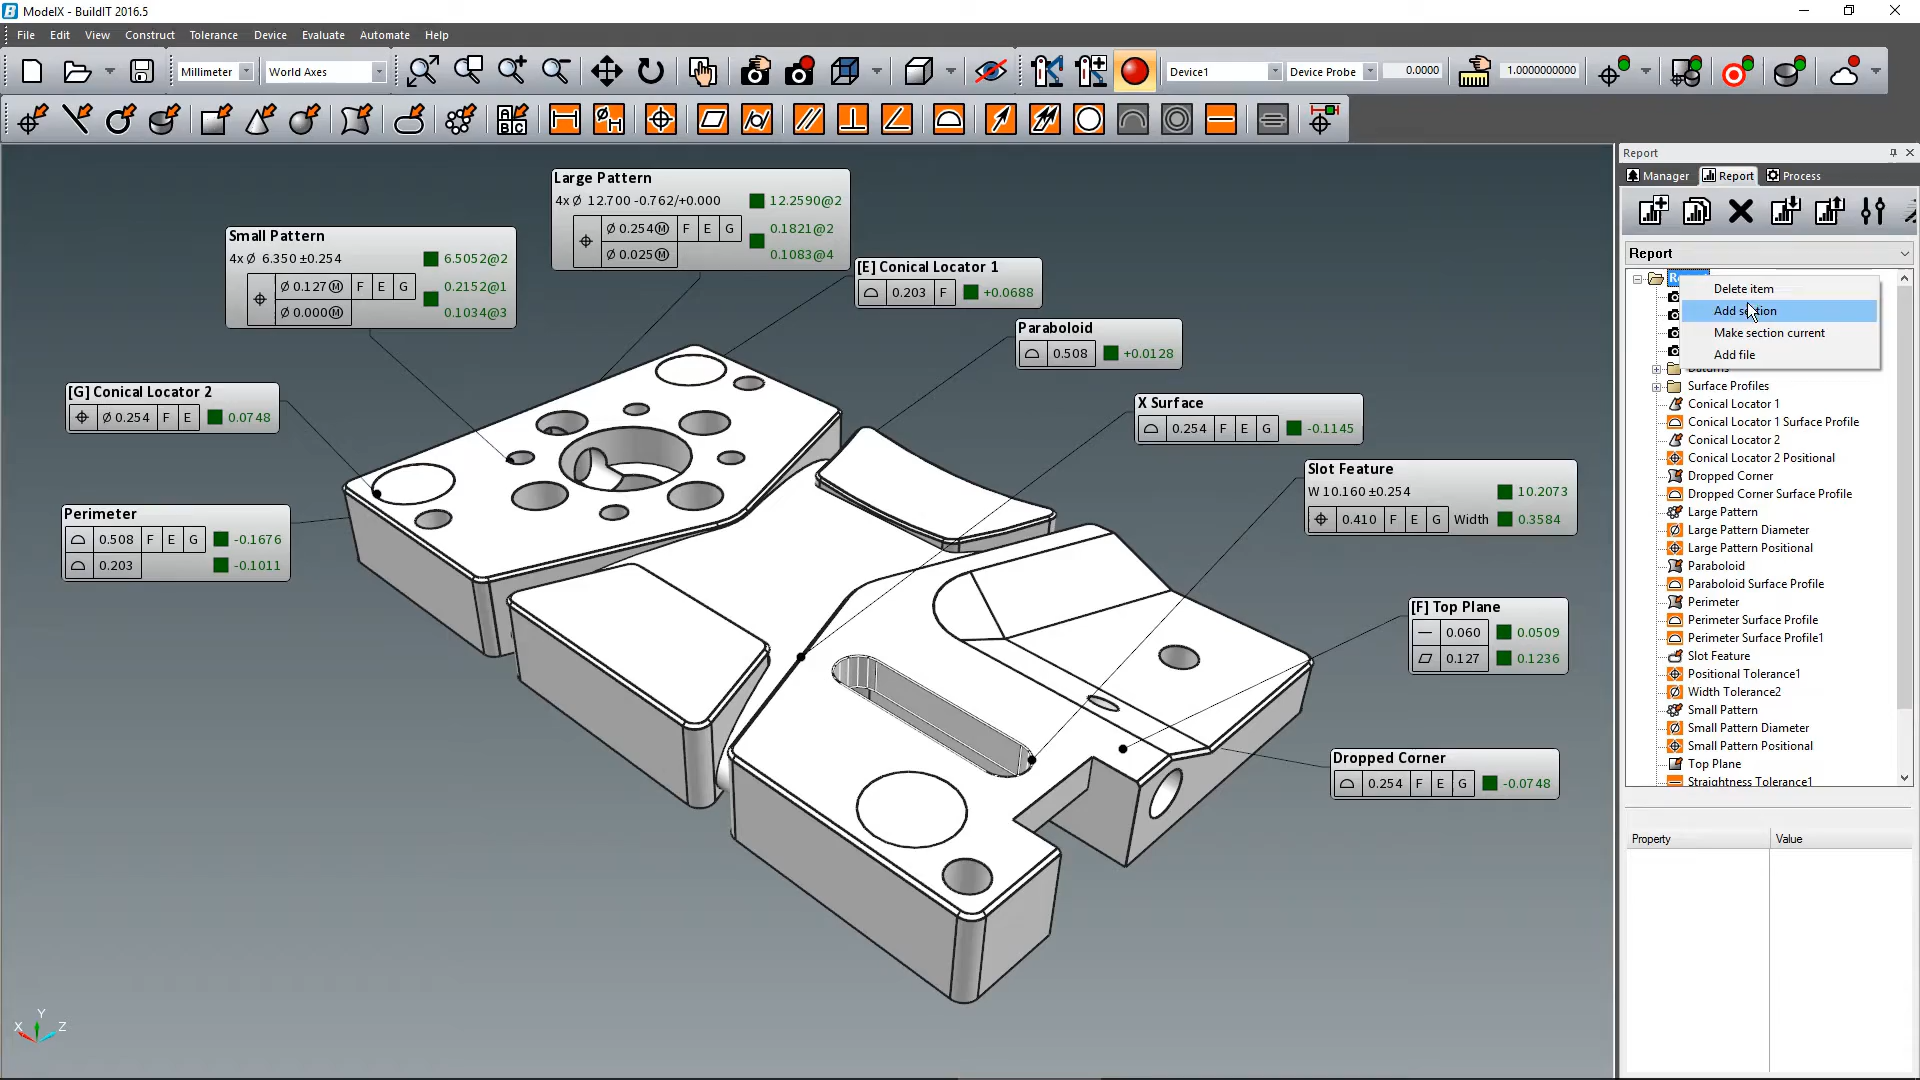 ModelX - BuildIT 2016.5
File Edit View Construct Tolerance Device Evaluate Automate Help
Millimeter World Axes Device1 Device Probe 0.0000 1.0000000000
A B C
Large Pattern
4x Ø 12.700 -0.762/+0.000 12.2590@2
Ø 0.254Ⓜ F E G 0.1821@2
Ø 0.025Ⓜ 0.1083@4
Small Pattern
4x Ø 6.350 ±0.254 6.5052@2
Ø 0.127Ⓜ F E G 0.2152@1
Ø 0.000Ⓜ 0.1034@3
[E] Conical Locator 1
0.203 F +0.0688
Paraboloid
0.508 +0.0128
[G] Conical Locator 2
Ø 0.254 F E 0.0748
X Surface
0.254 F E G -0.1145
Slot Feature
W 10.160 ±0.254 10.2073
0.410 F E G Width 0.3584
Perimeter
0.508 F E G -0.1676
0.203 -0.1011
[F] Top Plane
0.060 0.0509
0.127 0.1236
Dropped Corner
0.254 F E G -0.0748
X Y Z
Report
Manager Report Process
Report
Delete item
Add section
Make section current
Add file
Surface Profiles
Conical Locator 1
Conical Locator 1 Surface Profile
Conical Locator 2
Conical Locator 2 Positional
Dropped Corner
Dropped Corner Surface Profile
Large Pattern
Large Pattern Diameter
Large Pattern Positional
Paraboloid
Paraboloid Surface Profile
Perimeter
Perimeter Surface Profile
Perimeter Surface Profile1
Slot Feature
Positional Tolerance1
Width Tolerance2
Small Pattern
Small Pattern Diameter
Small Pattern Positional
Top Plane
Straightness Tolerance1
Property Value